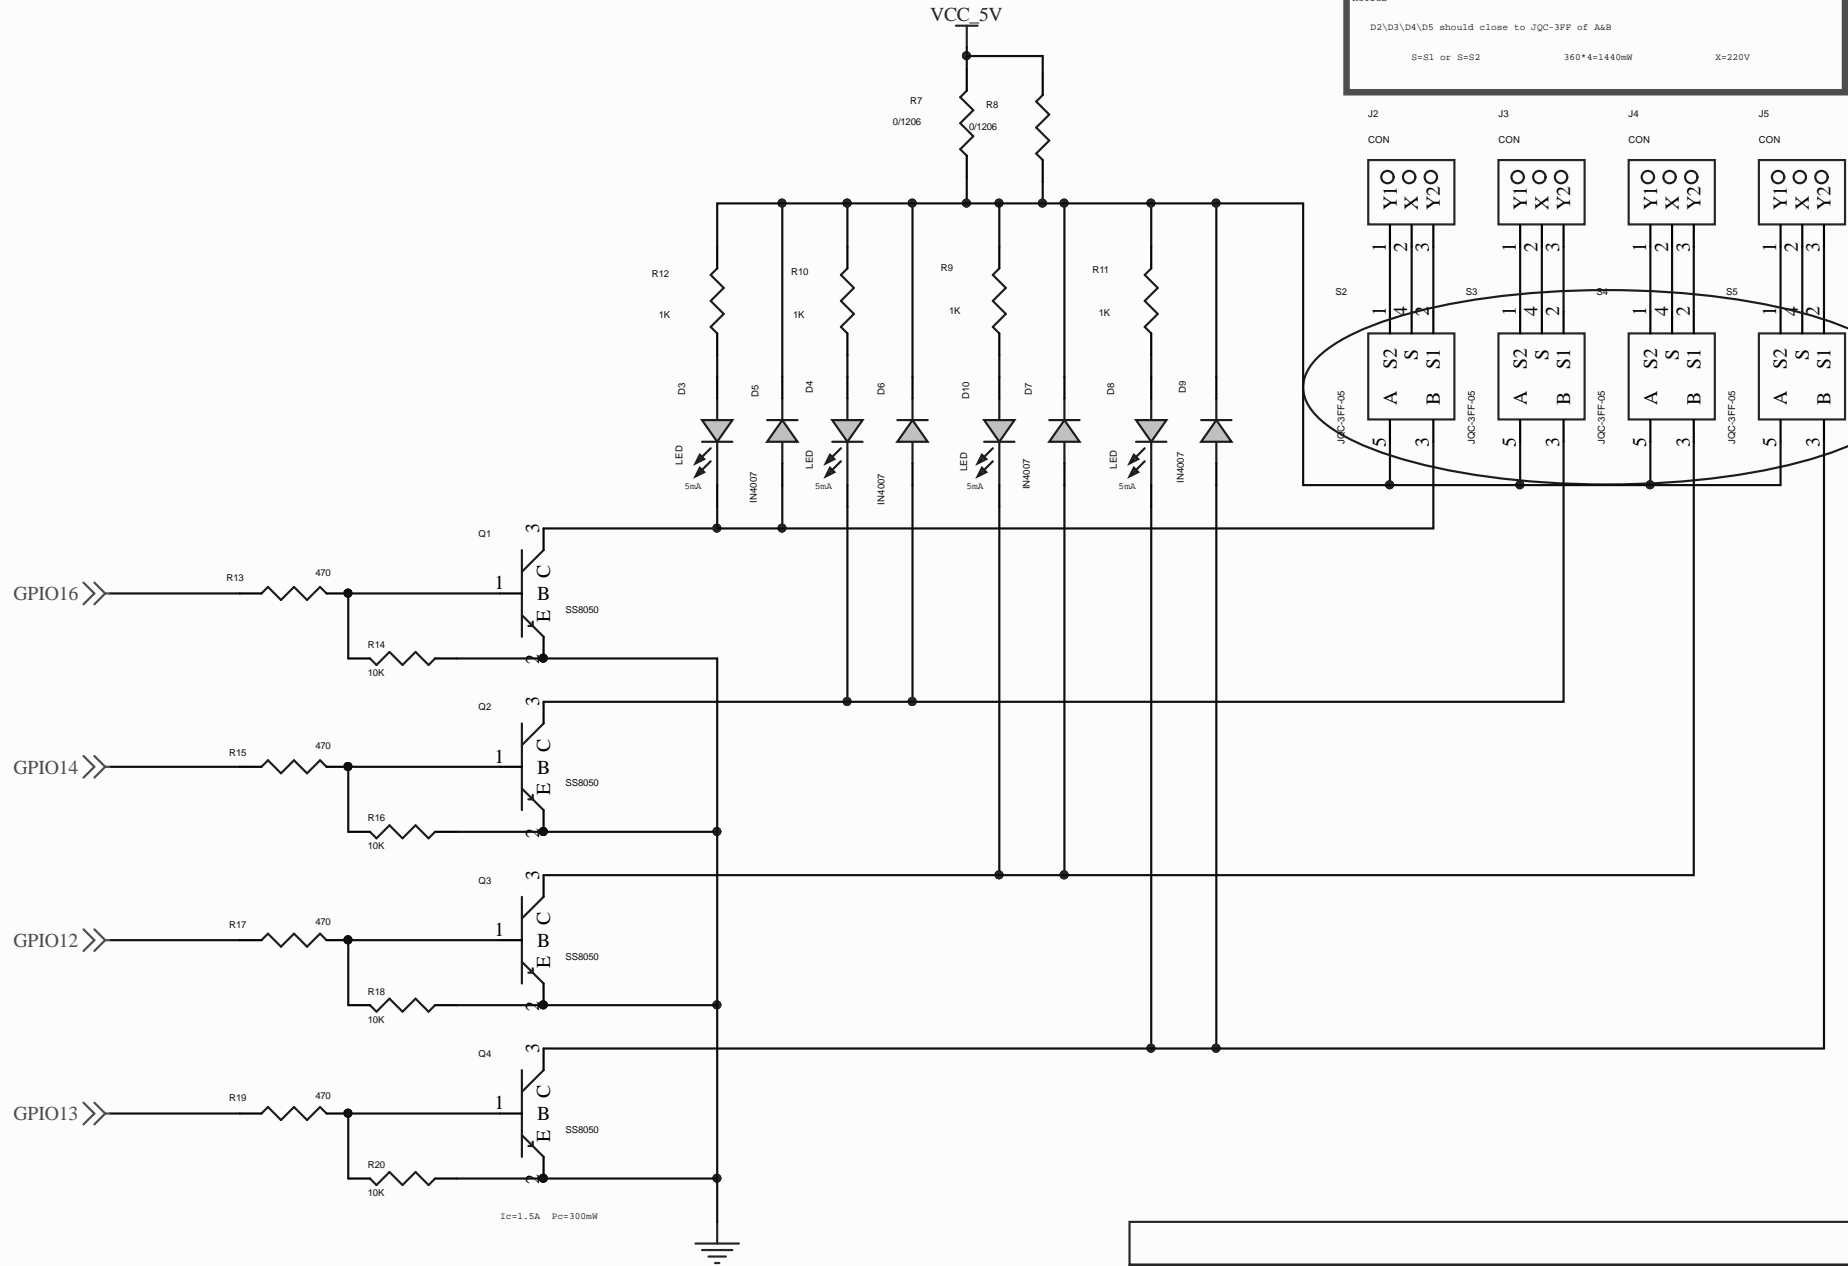 VCC_5V
D2\D3\D4\D5 should close to JQC-3FF of A&B
S=S1 or S=S2 360*4=1440mW X=220V
R7
0/1206
R8
0/1206
J2 J3 J4 J5
CON CON CON CON
Y1 X Y2 Y1 X Y2 Y1 X Y2 Y1 X Y2
1 2 3 1 2 3 1 2 3 1 2 3
R12 R10 R9 R11
1K 1K 1K 1K
S2 S3 S4 S5
1 4 2 1 4 2 1 4 2 1 4 2
S2 S S1 S2 S S1 S2 S S1 S2 S S1
A B A B A B A B
JQC-3FF-05 JQC-3FF-05 JQC-3FF-05 JQC-3FF-05
5 3 5 3 5 3 5 3
D3 D5 D4 D6 D10 D7 D8 D9
LED IN4007 LED IN4007 LED IN4007 LED IN4007
5mA 5mA 5mA 5mA
Q1 3
GPIO16 R13 470 1 C B E SS8050
R14 2
10K
Q2 3
GPIO14 R15 470 1 C B E SS8050
R16 2
10K
Q3 3
GPIO12 R17 470 1 C B E SS8050
R18 2
10K
Q4 3
GPIO13 R19 470 1 C B E SS8050
R20 2
10K
Ic=1.5A Pc=300mW